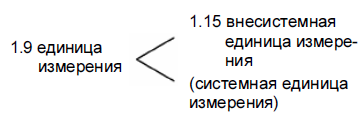 1.9 единица
измерения
1.15 внесистемная
единица измере-
ния
(системная единица
измерения)